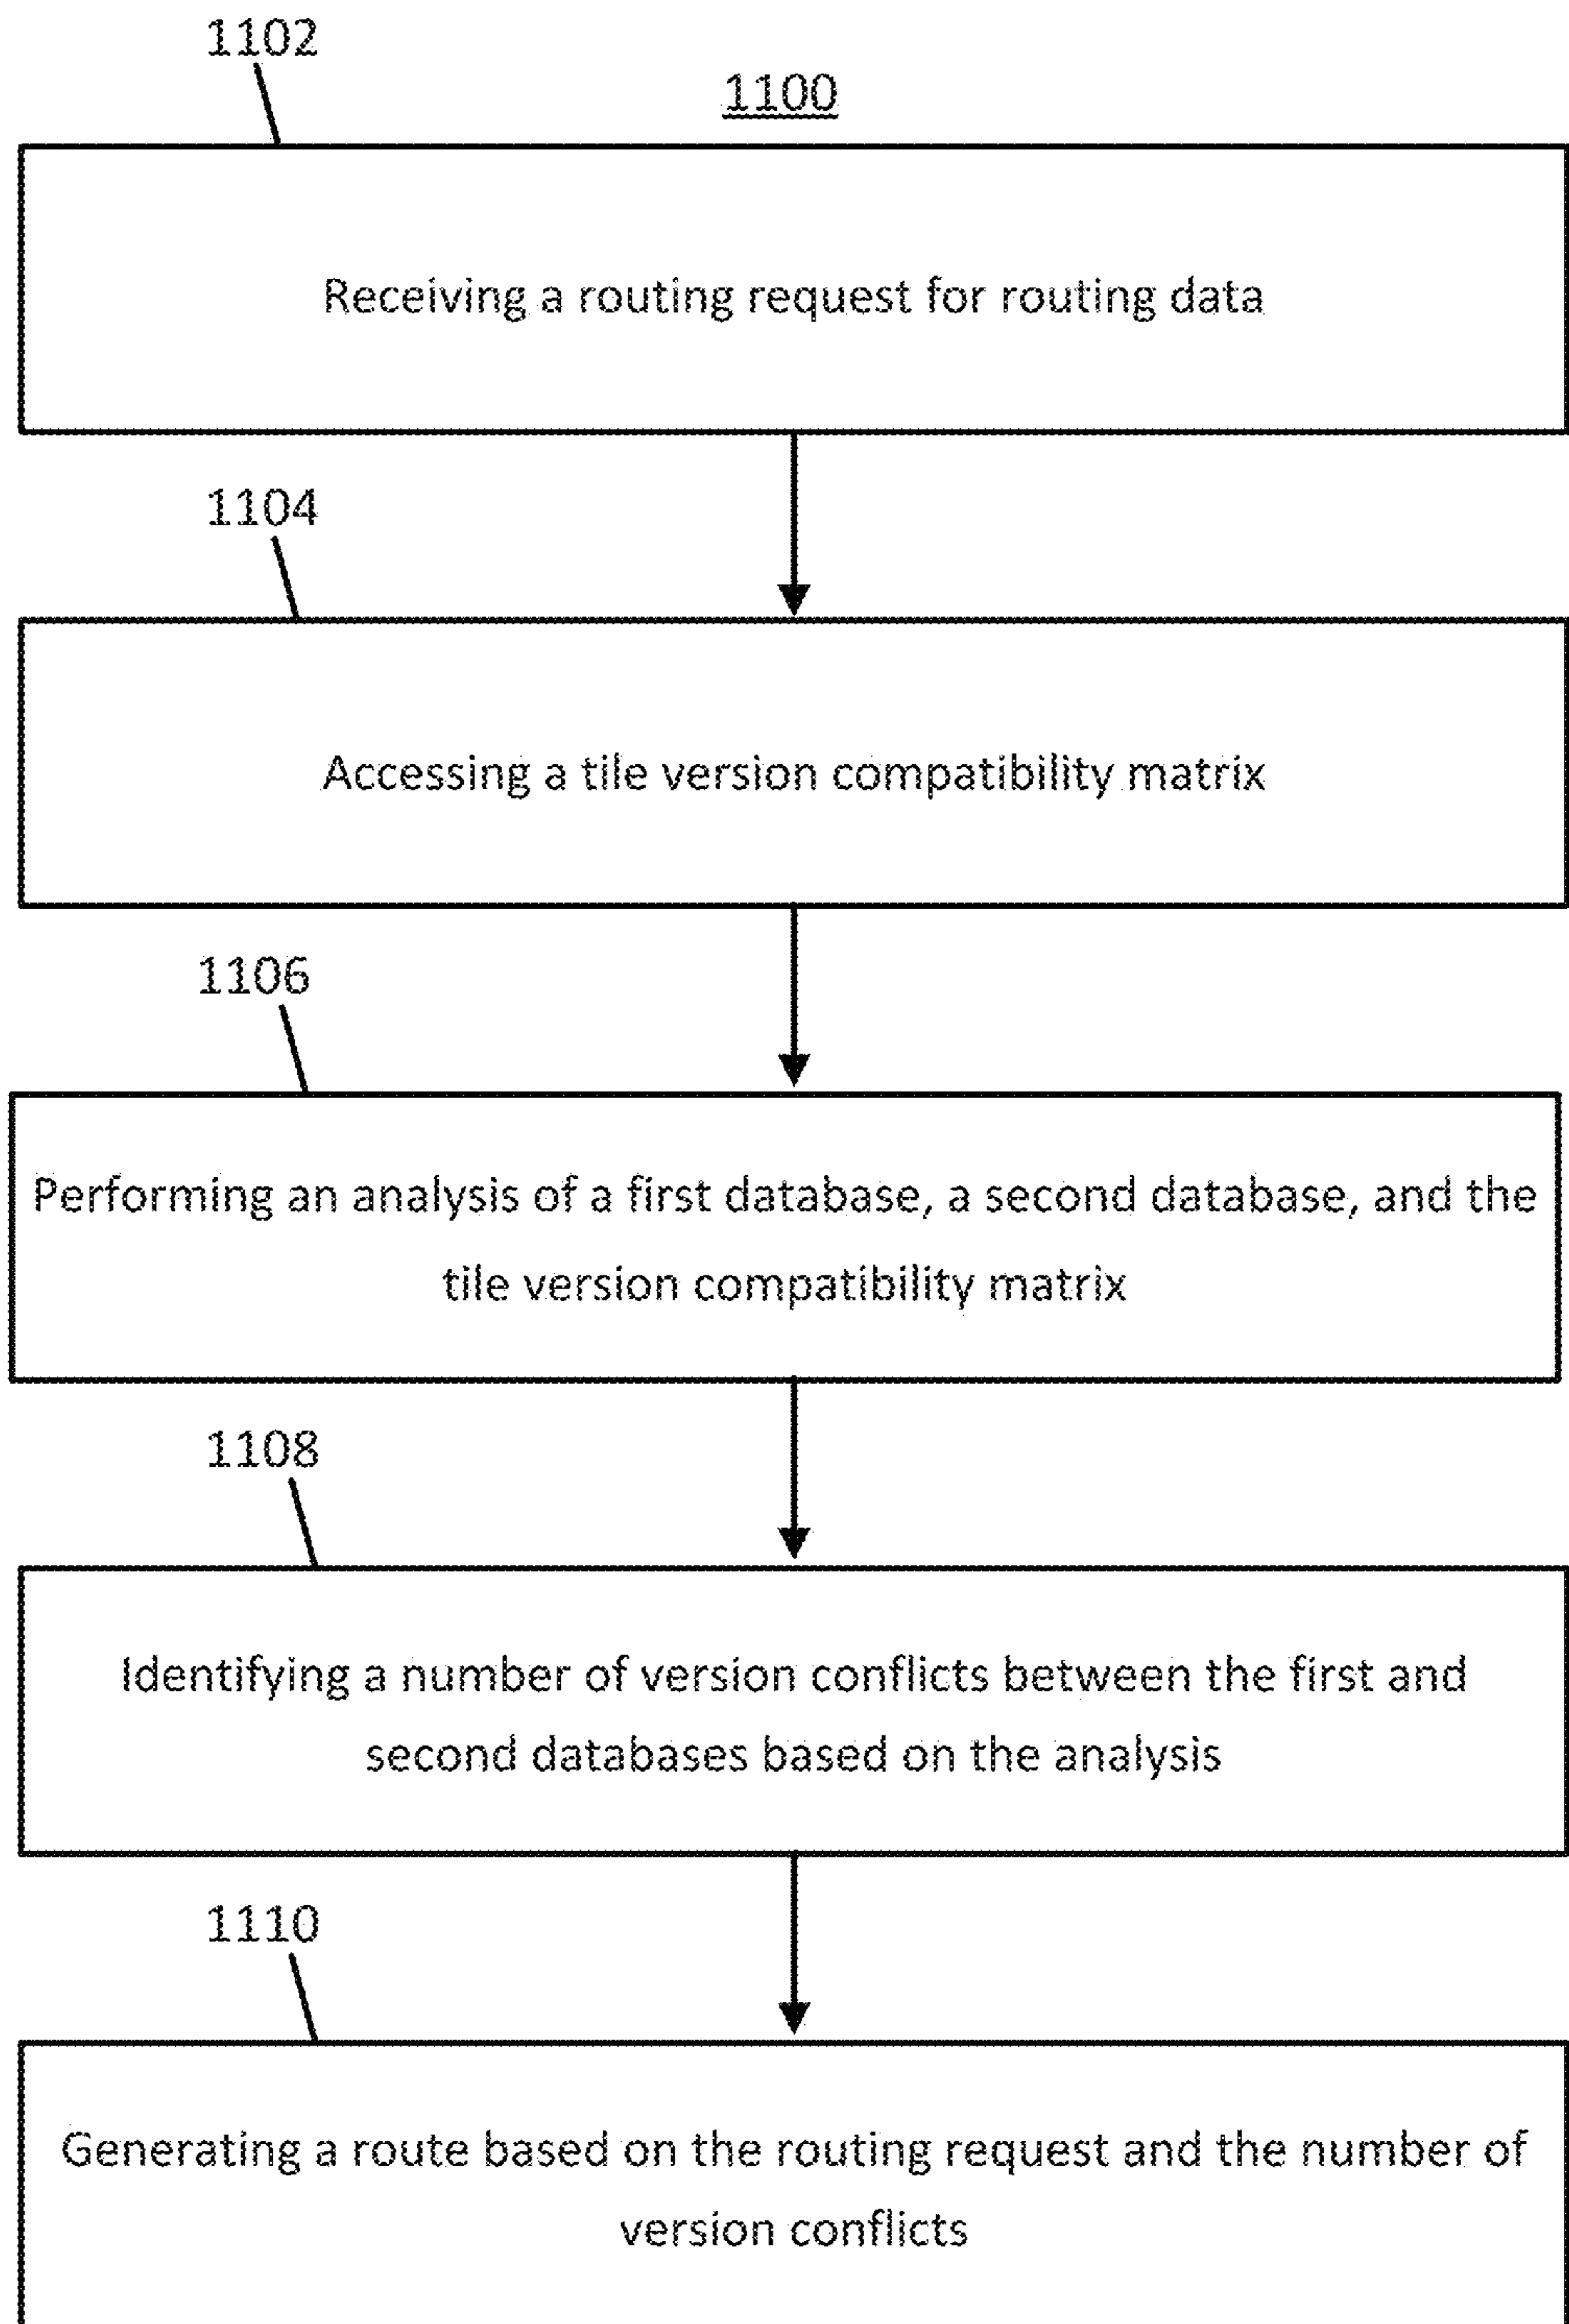 1102
1100
Receiving a routing request for routing data
1104
Accessing a tile version compatibility matrix
1106
Performing an analysis of a first database, a second database, and the
tile version compatibility matrix
1108
Identifying a number of version conflicts between the first and
second databases based on the analysis
1110
Generating a route based on the routing request and the number of
version conflicts